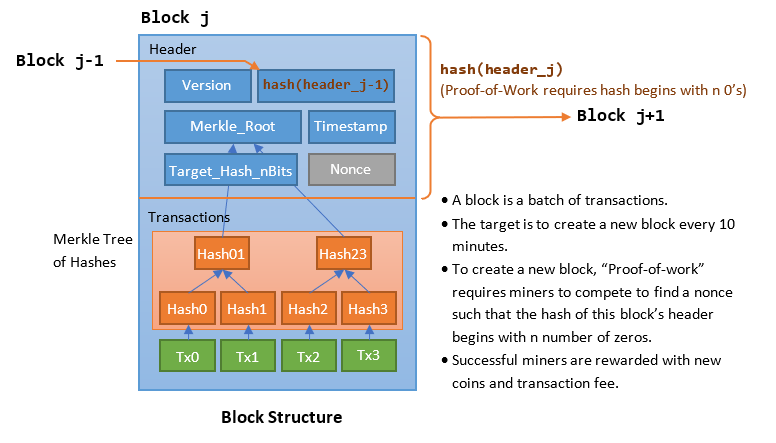 Block j
Header
Block j-1
Version
hash(header_j-1)
hash(header_j)
(Proof-of-Work requires hash begins with n 0’s)
Block j+1
Merkle_Root
Timestamp
Target_Hash_nBits
Nonce
Transactions
Merkle Tree
of Hashes
Hash01
Hash23
Hash0
Hash1
Hash2
Hash3
Tx0
Tx1
Tx2
Tx3
• A block is a batch of transactions.
• The target is to create a new block every 10
minutes.
• To create a new block, “Proof-of-work”
requires miners to compete to find a nonce
such that the hash of this block’s header
begins with n number of zeros.
• Successful miners are rewarded with new
coins and transaction fee.
Block Structure